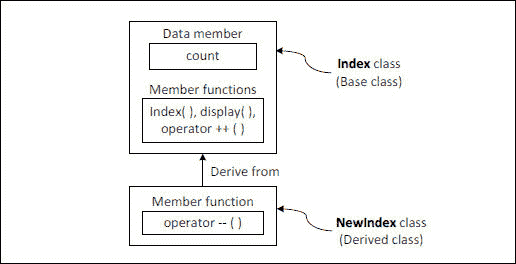 Data member
count
Member functions
Index( ), display( ),
operator ++ ( )
Index class
(Base class)
Derive from
Member function
operator -- ( )
NewIndex class
(Derived class)